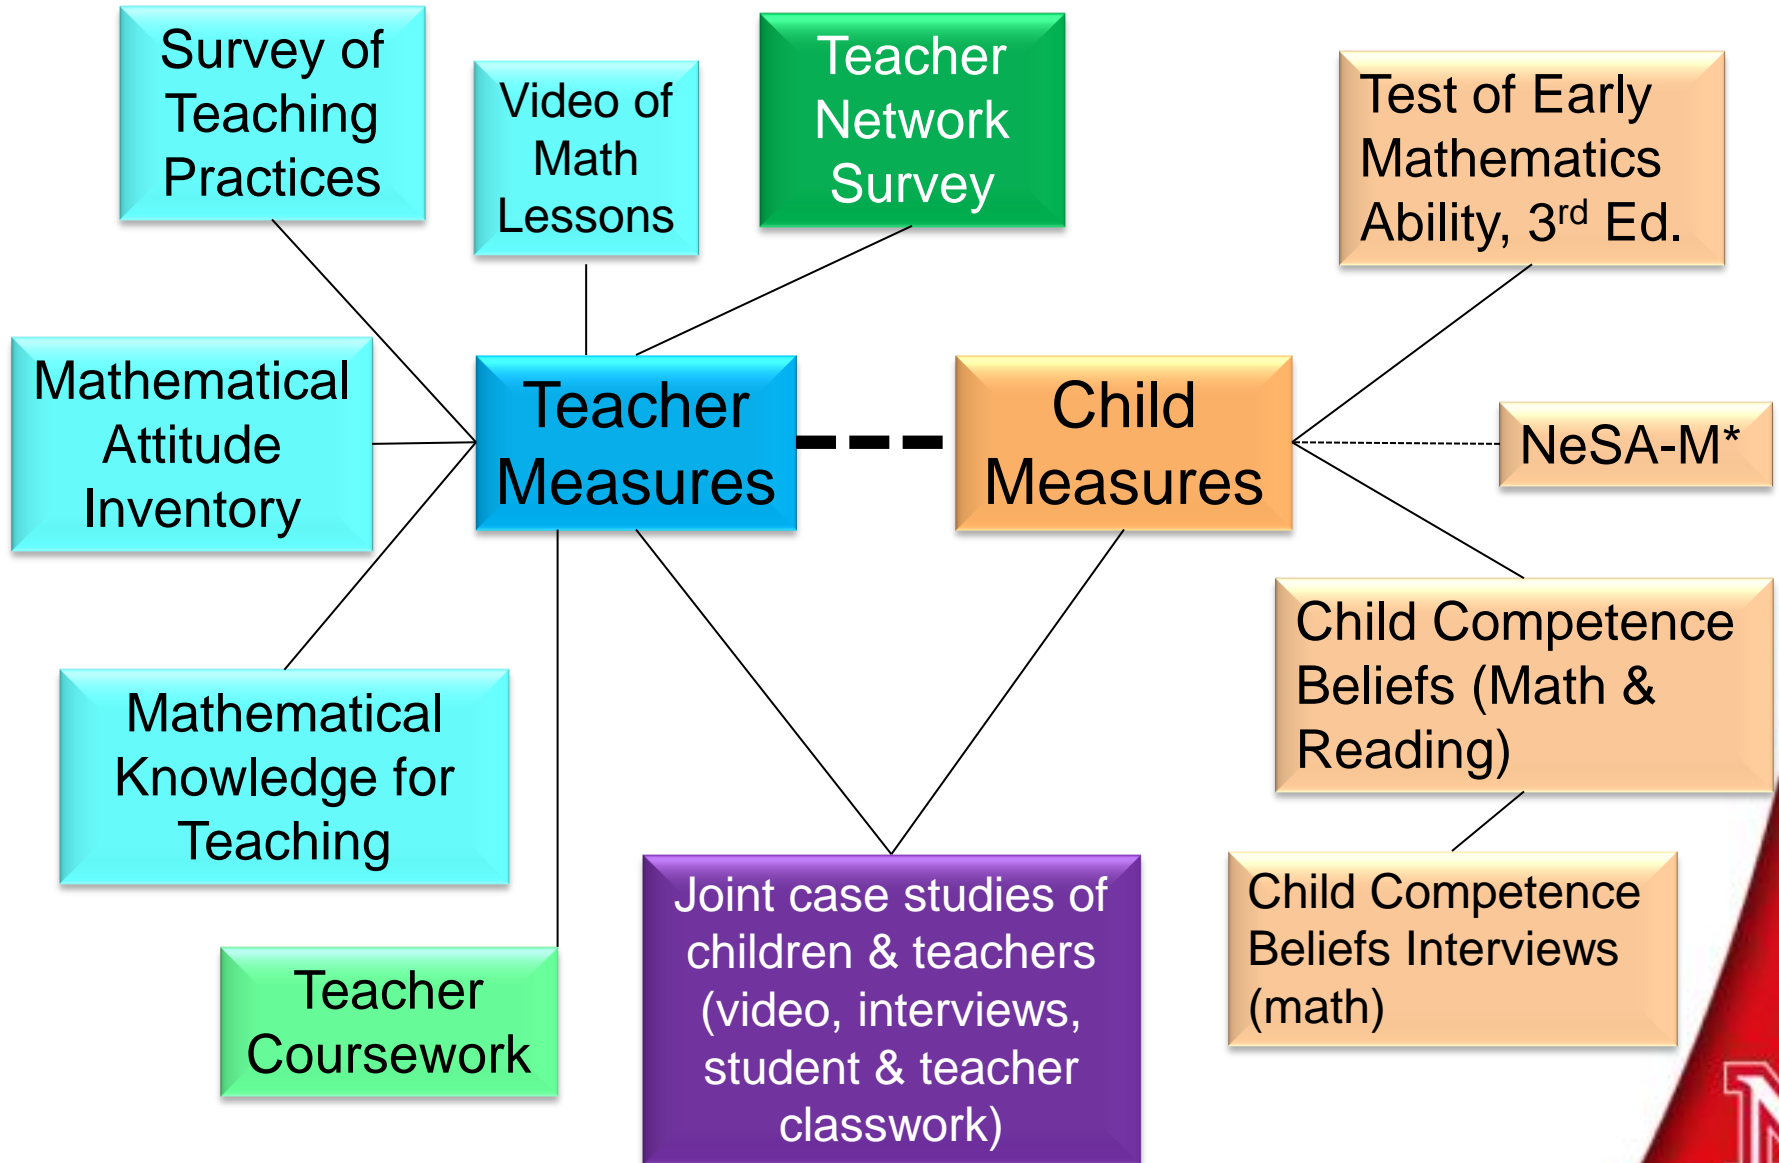 Survey of
Teaching
Practices
Video of
Math
Lessons
Teacher
Network
Survey
Test of Early
Mathematics
Ability, 3rd Ed.
Mathematical
Attitude
Inventory
Teacher
Measures
Child
Measures
NeSA-M*
Mathematical
Knowledge for
Teaching
Child Competence
Beliefs (Math &
Reading)
Teacher
Coursework
Joint case studies of
children & teachers
(video, interviews,
student & teacher
classwork)
Child Competence
Beliefs Interviews
(math)
N